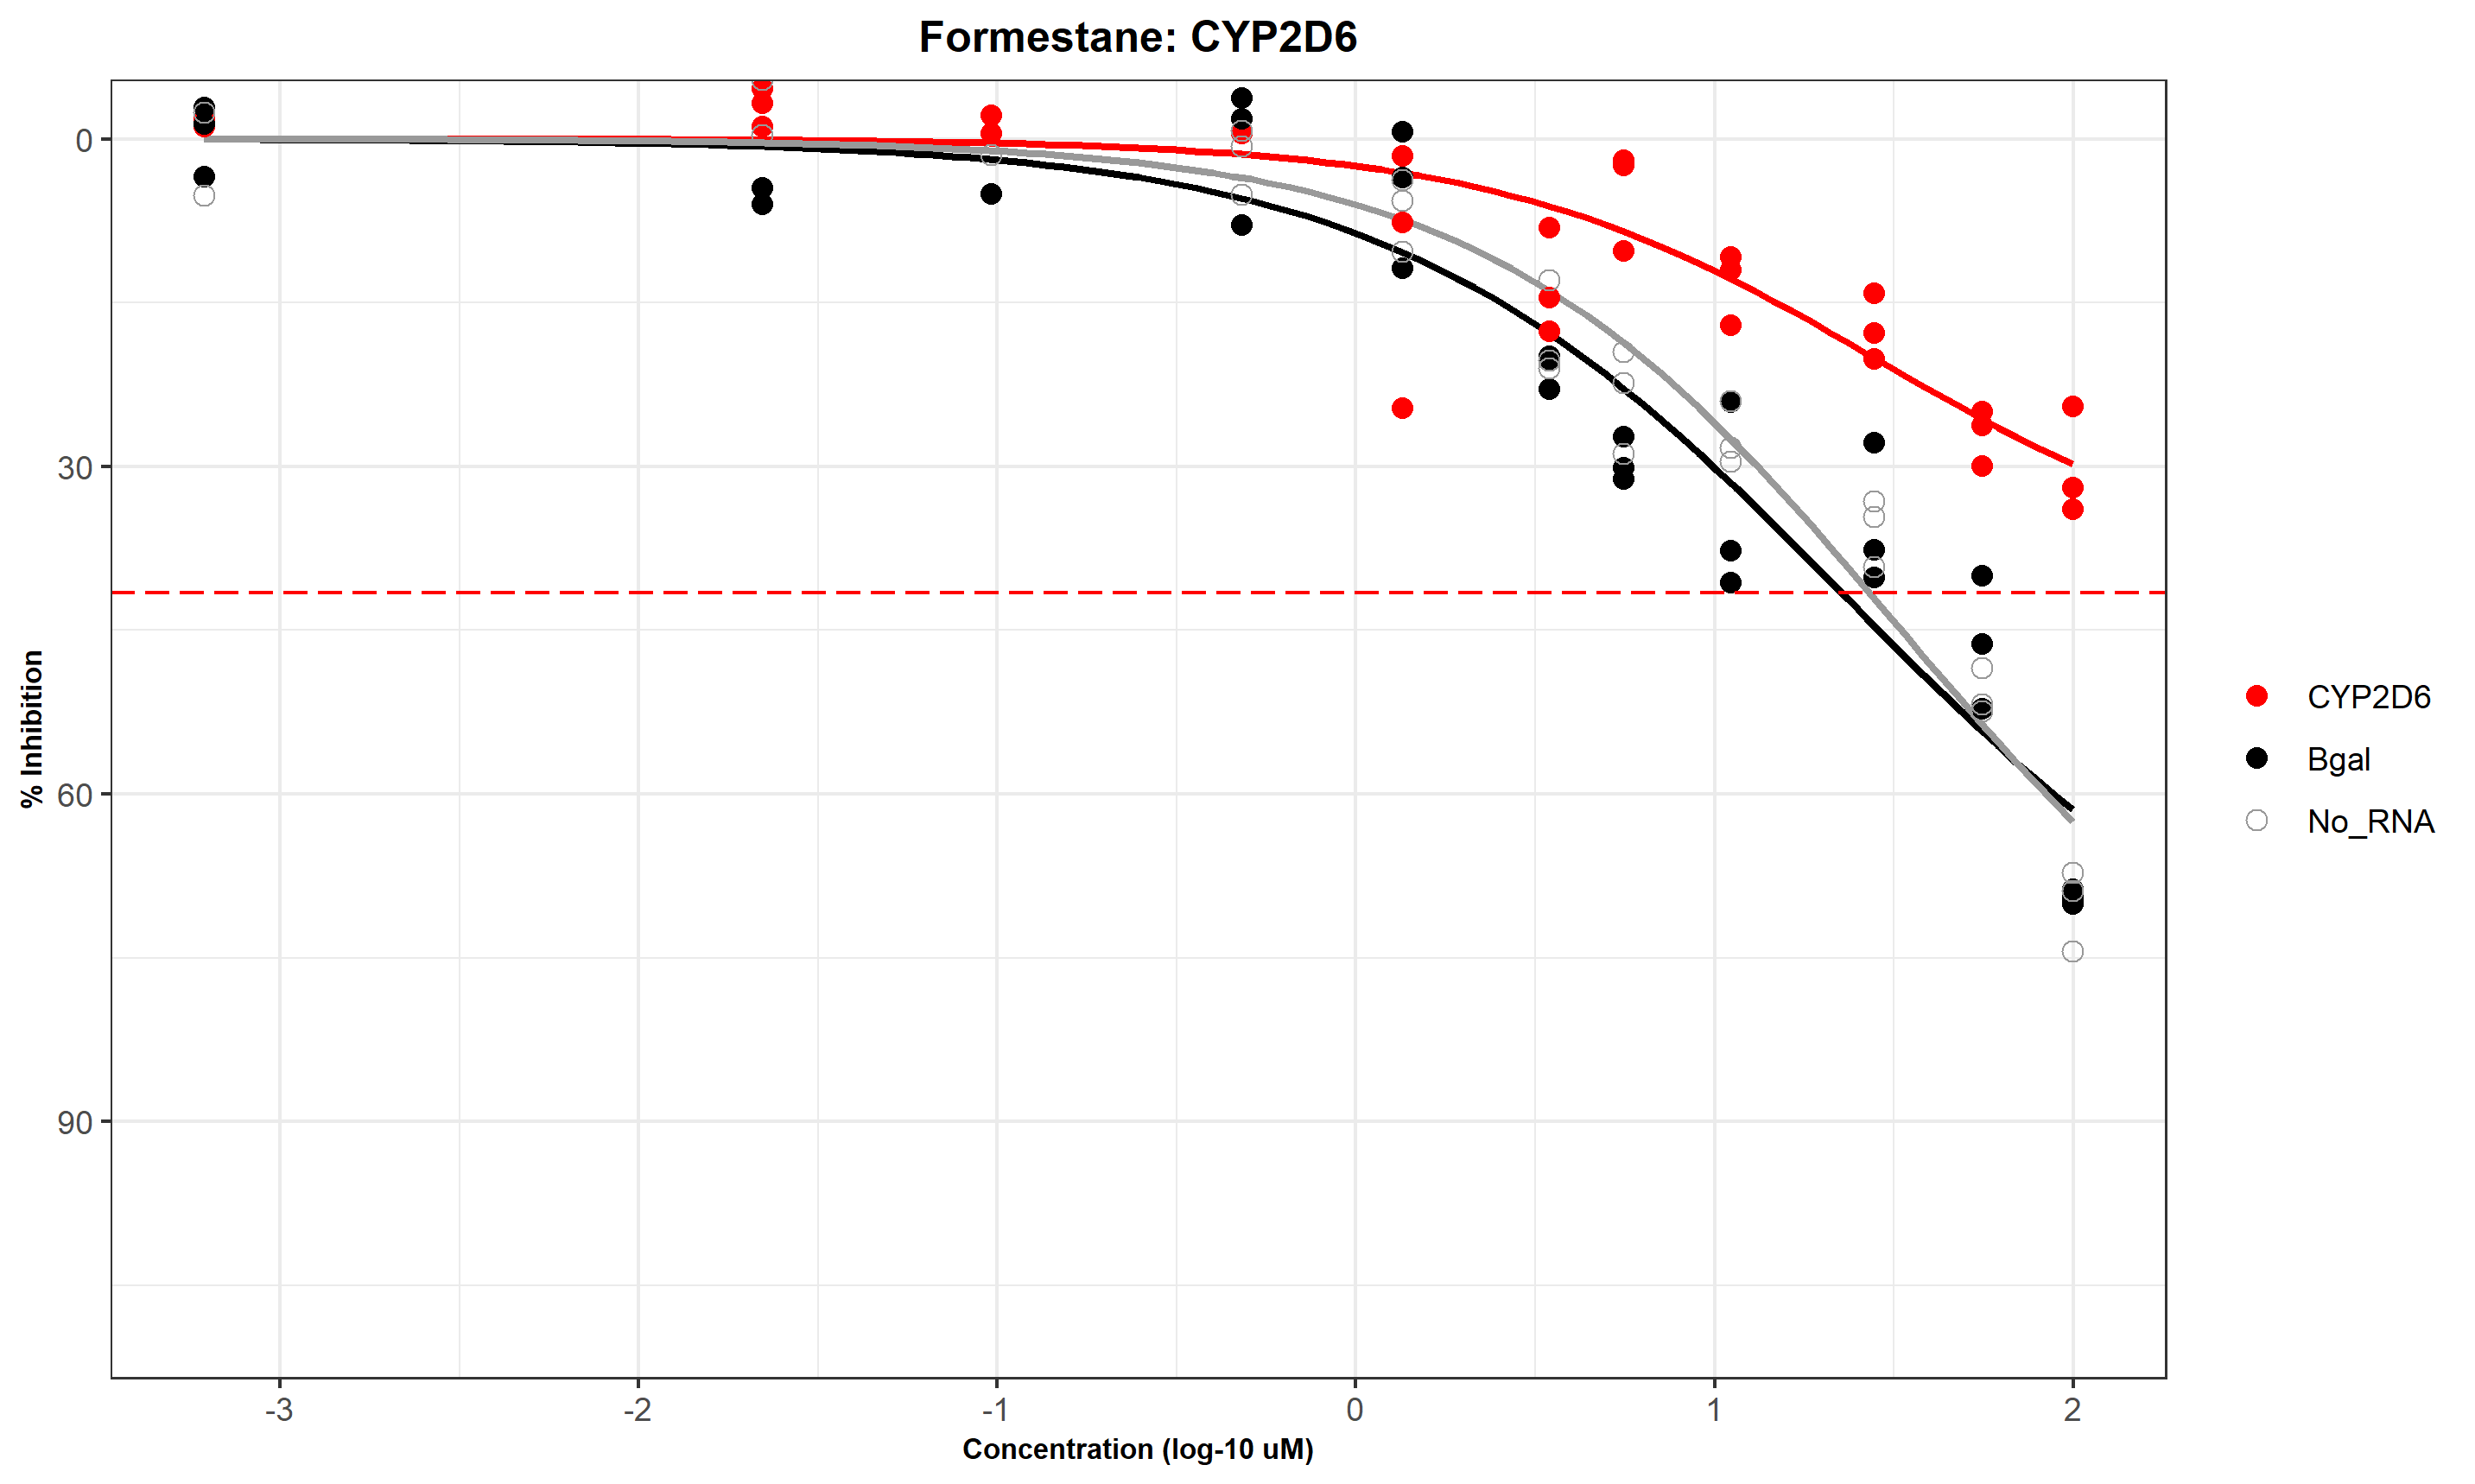 Formestane: CYP2D6
0
30
60
90
% Inhibition
-3
-2
-1
0
1
2
Concentration (log-10 uM)
CYP2D6
Bgal
No_RNA